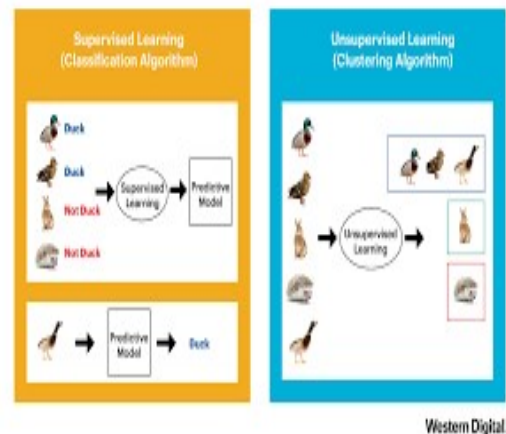 Supervised Learning
(Classification Algorithm)
Duck
Duck
Not Duck
Not Duck
Supervised
Learning
Predictive
Model
Predictive
Model
Duck
Unsupervised Learning
(Clustering Algorithm)
Unsupervised
Learning
Western Digital